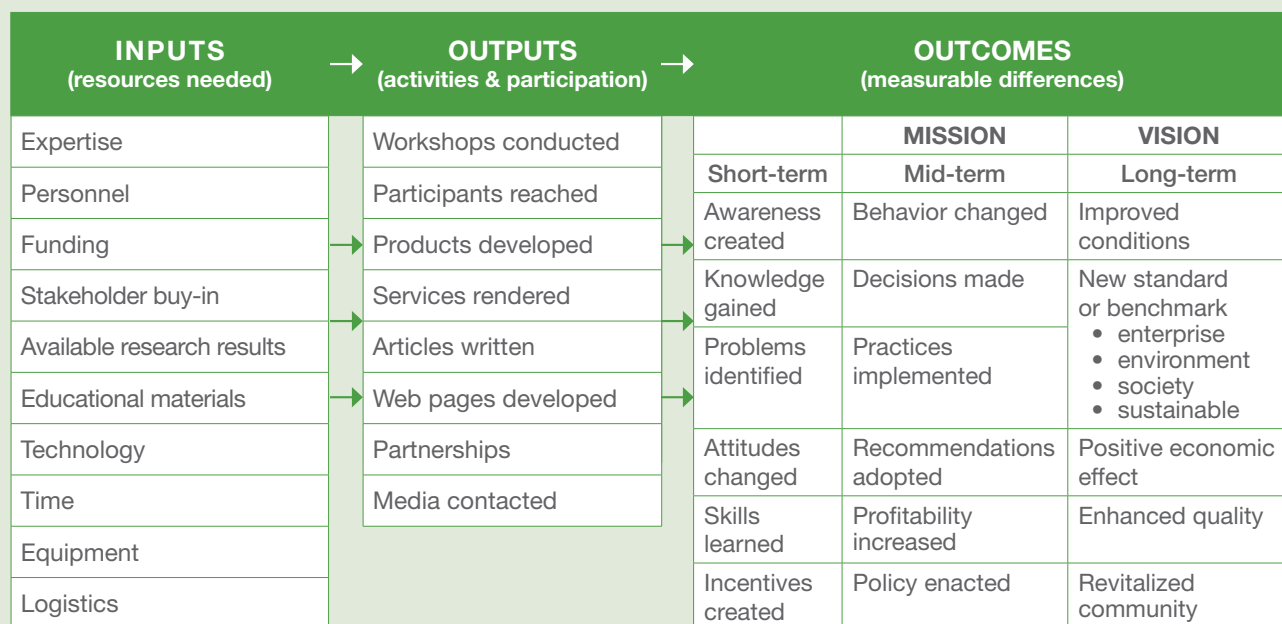 INPUTS
(resources needed)
OUTPUTS
(activities & participation)
OUTCOMES
(measurable differences)
Expertise
Personnel
Funding
Stakeholder buy-in
Available research results
Educational materials
Technology
Time
Equipment
Logistics
Workshops conducted
Participants reached
Products developed
Services rendered
Articles written
Web pages developed
Partnerships
Media contacted
MISSION
VISION
Short-term
Mid-term
Long-term
Awareness
created
Behavior changed
Improved
conditions
Knowledge
gained
Decisions made
New standard
or benchmark
• enterprise
• environment
• society
• sustainable
Problems
identified
Practices
implemented
Attitudes
changed
Recommendations
adopted
Positive economic
effect
Skills
learned
Profitability
increased
Enhanced quality
Incentives
created
Policy enacted
Revitalized
community